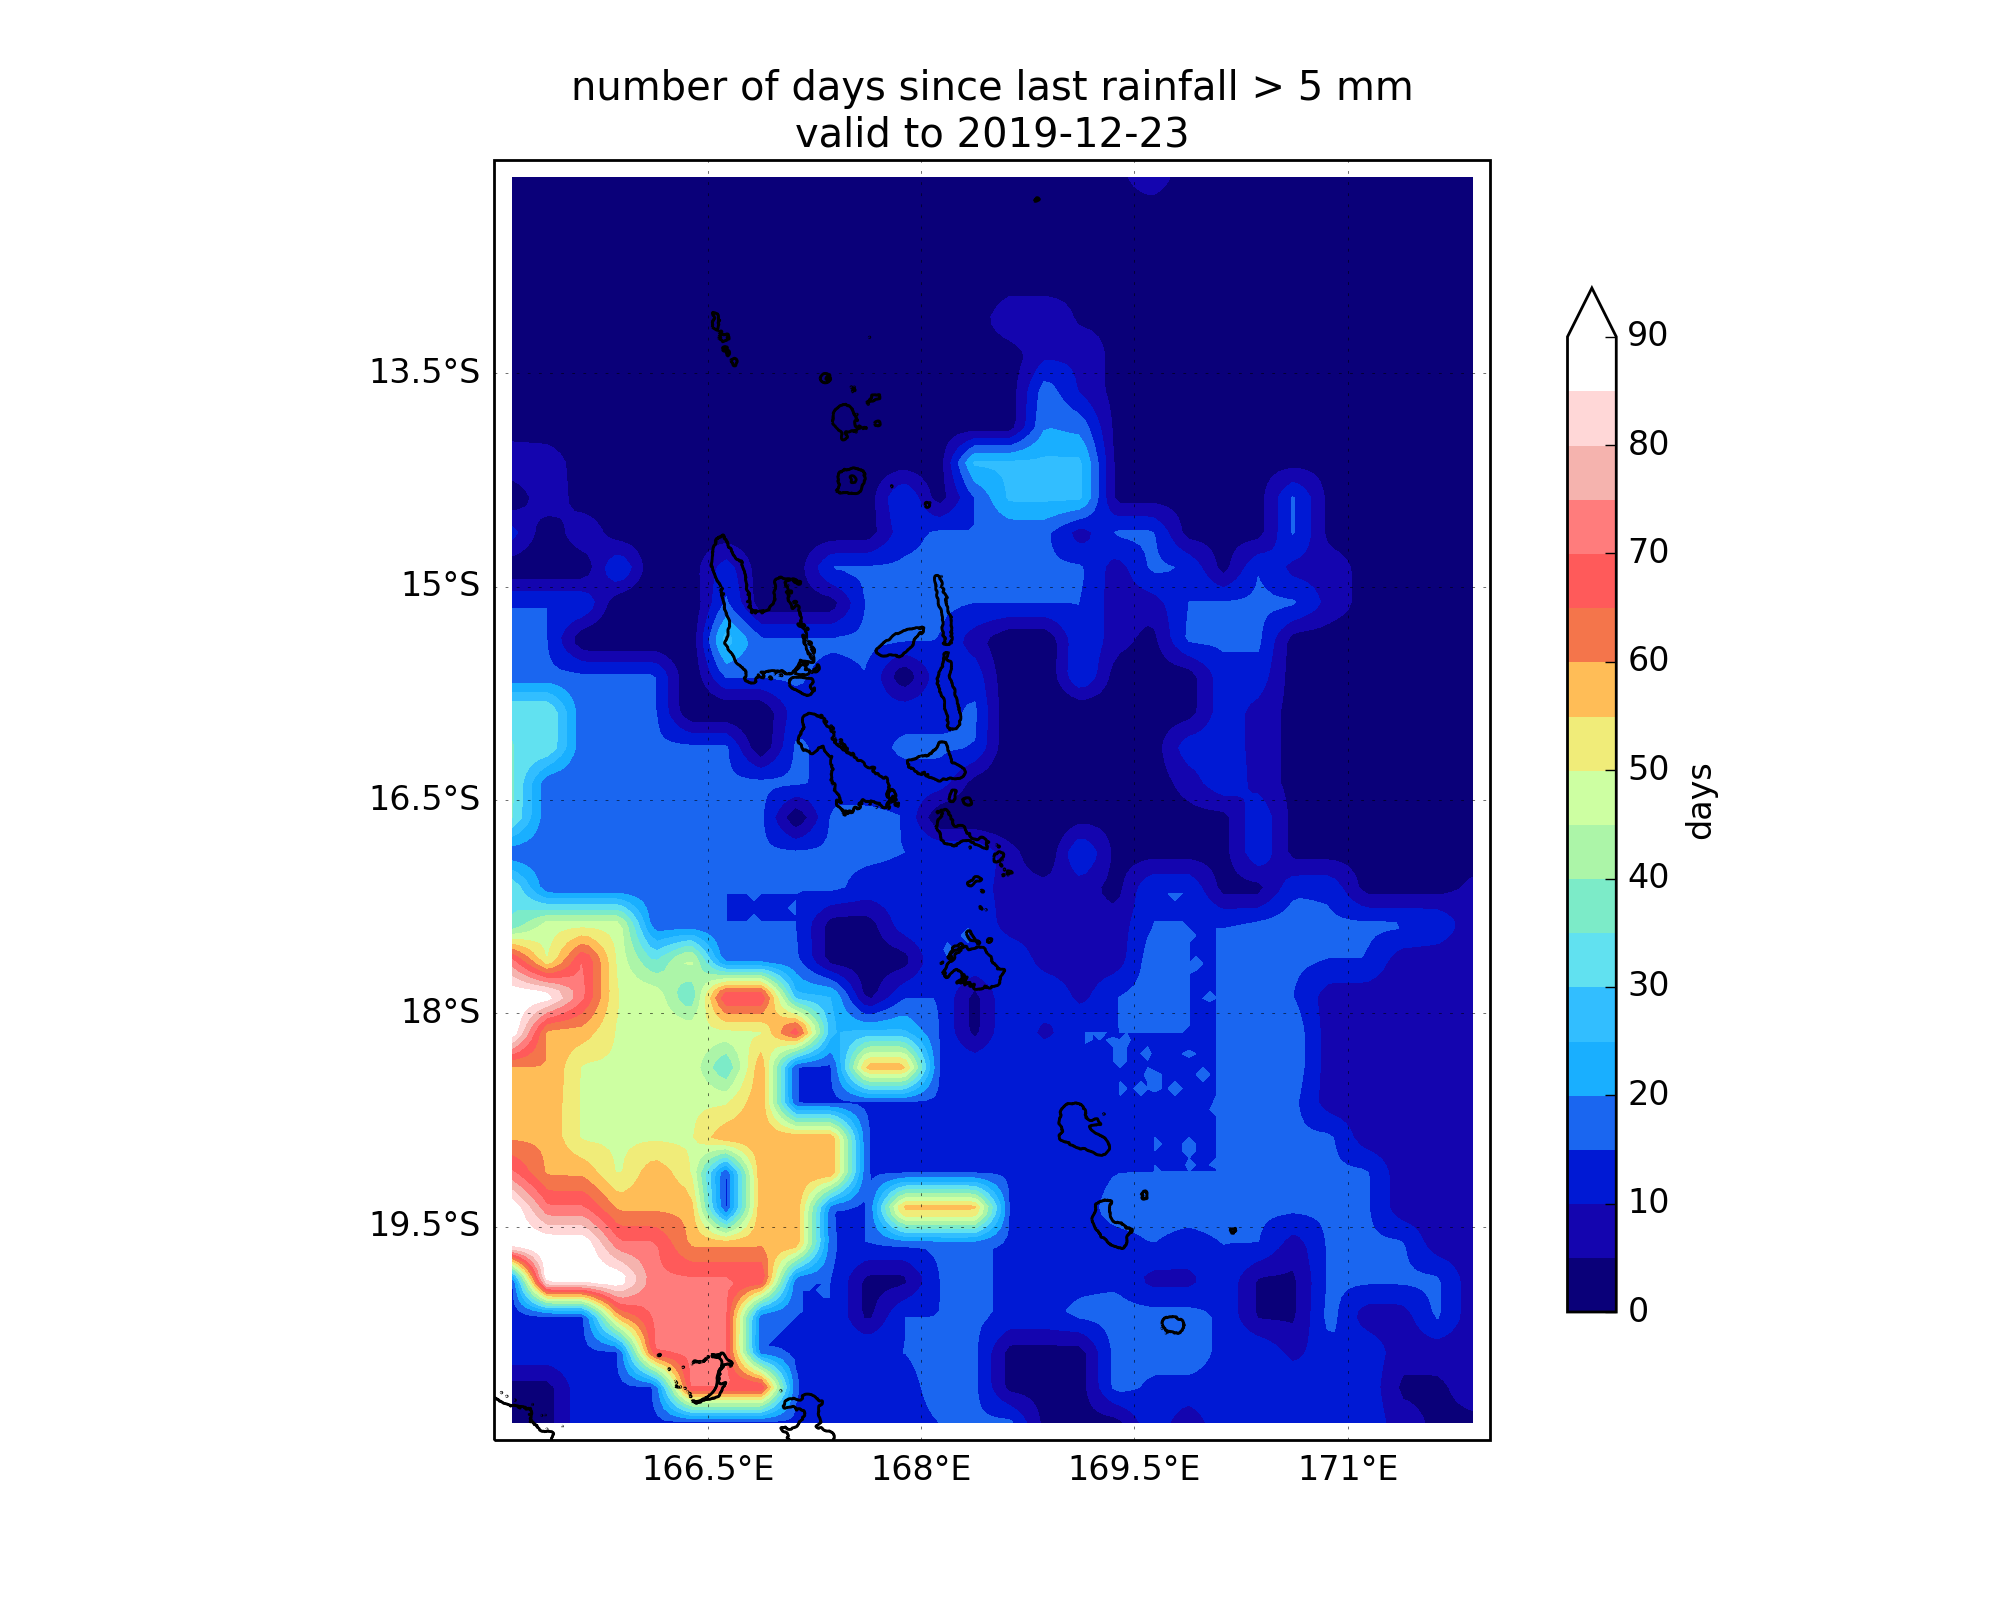 number of days since last rainfall > 5 mm
valid to 2019-12-23
13.5°S
15°S
16.5°S
18°S
19.5°S
166.5°E
168°E
169.5°E
171°E
90
80
70
60
50
40
30
20
10
0
days